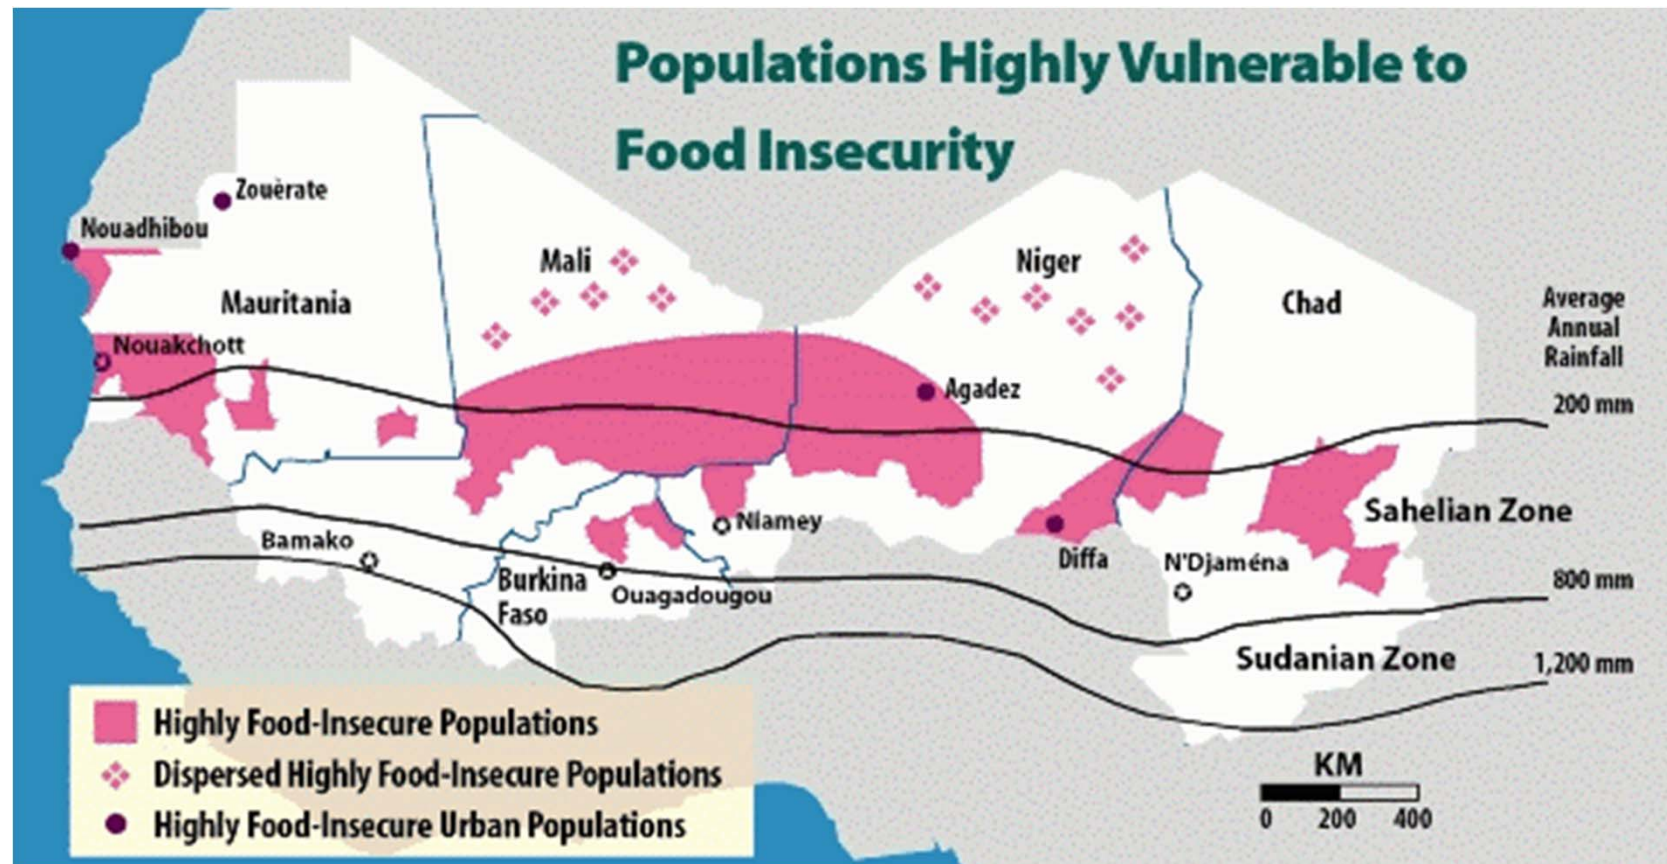 Populations Highly Vulnerable to
Food Insecurity
Zouèrate
Nouadhibou
Mali
Niger
Mauritania
Chad
Average
Annual
Rainfall
Nouakchott
Agadez
200 mm
Sahelian Zone
Niamey
Bamako
Diffa
N'Djaména
Burkina
Faso
Ouagadougou
800 mm
Sudanian Zone
1,200 mm
Highly Food-Insecure Populations
Dispersed Highly Food-Insecure Populations
Highly Food-Insecure Urban Populations
KM
0 200 400